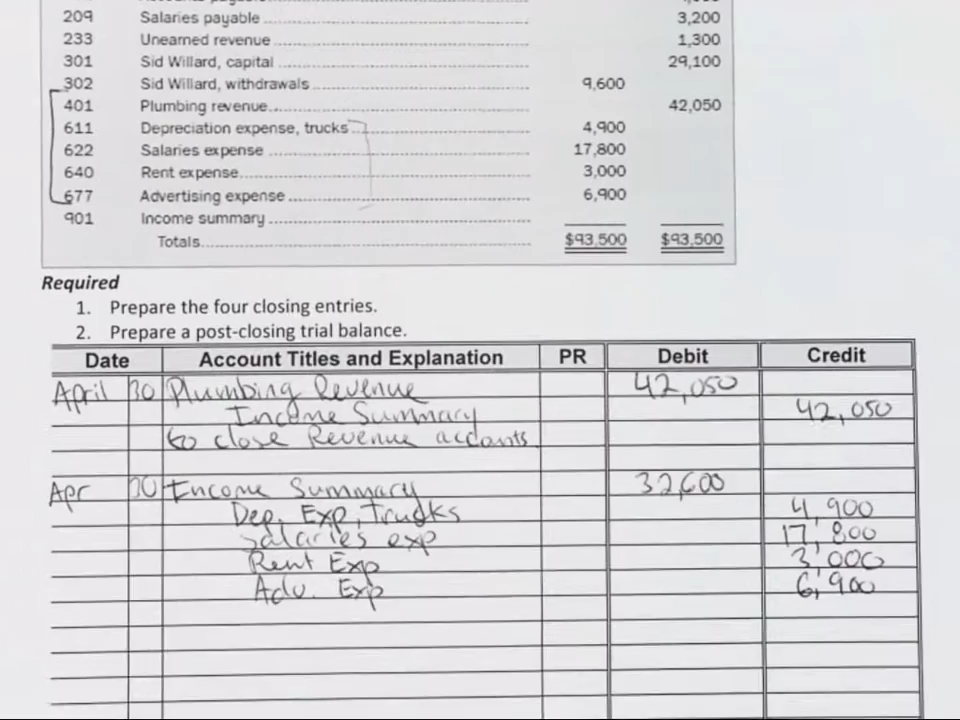 209 Salaries payable 3,200
233 Unearned revenue 1,300
301 Sid Willard, capital 29,100
302 Sid Willard, withdrawals 9,600
401 Plumbing revenue 42,050
611 Depreciation expense, trucks 4,900
622 Salaries expense 17,800
640 Rent expense 3,000
677 Advertising expense 6,900
901 Income summary
Totals $93,500 $93,500
Required
1. Prepare the four closing entries.
2. Prepare a post-closing trial balance.
Date Account Titles and Explanation PR Debit Credit
April 30 Plumbing Revenue 42,050
Income Summary 42,050
to close Revenue accounts
Apr 30 Income Summary 32,600
Dep, Exp, Trucks 4,900
Salaries exp 17,800
Rent Exp 3,000
Adv. Exp 6,900